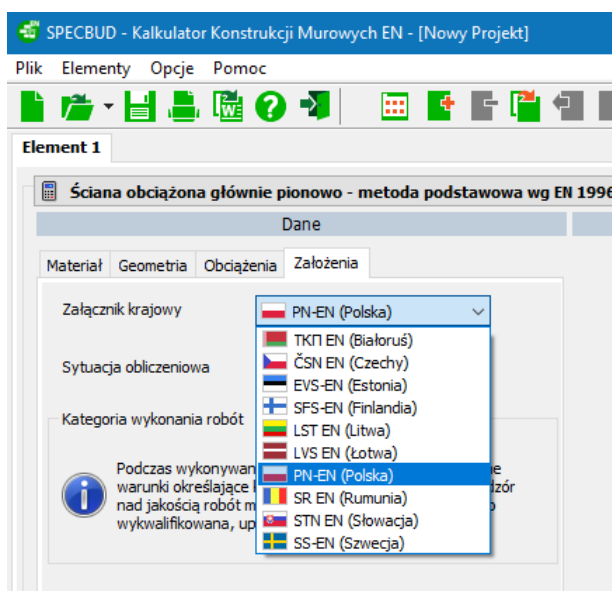 SPECBUD - Kalkulator Konstrukcji Murowych EN - [Nowy Projekt]
Plik Elementy Opcje Pomoc
Element 1
Ściana obciążona głównie pionowo - metoda podstawowa wg EN 1996
Dane
Materiał Geometria Obciążenia Założenia
Załącznik krajowy PN-EN (Polska)
ТКП EN (Białoruś)
ČSN EN (Czechy)
Sytuacja obliczeniowa
EVS-EN (Estonia)
SFS-EN (Finlandia)
Kategoria wykonania robót
LST EN (Litwa)
LVS EN (Łotwa)
PN-EN (Polska)
SR EN (Rumunia)
STN EN (Słowacja)
SS-EN (Szwecja)
Podczas wykonywan
warunki określające
nad jakością robót m
wykwalifikowana, up